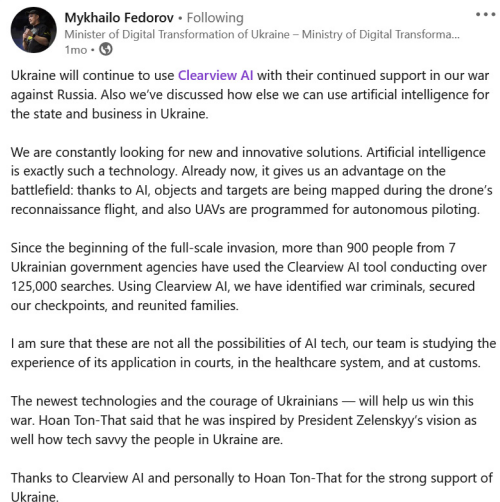 Mykhailo Fedorov • Following
Minister of Digital Transformation of Ukraine – Ministry of Digital Transforma...
1mo •
Ukraine will continue to use Clearview AI with their continued support in our war
against Russia. Also we've discussed how else we can use artificial intelligence for
the state and business in Ukraine.
We are constantly looking for new and innovative solutions. Artificial intelligence
is exactly such a technology. Already now, it gives us an advantage on the
battlefield: thanks to AI, objects and targets are being mapped during the drone's
reconnaissance flight, and also UAVs are programmed for autonomous piloting.
Since the beginning of the full-scale invasion, more than 900 people from 7
Ukrainian government agencies have used the Clearview AI tool conducting over
125,000 searches. Using Clearview AI, we have identified war criminals, secured
our checkpoints, and reunited families.
I am sure that these are not all the possibilities of AI tech, our team is studying the
experience of its application in courts, in the healthcare system, and at customs.
The newest technologies and the courage of Ukrainians — will help us win this
war. Hoan Ton-That said that he was inspired by President Zelenskyy's vision as
well how tech savvy the people in Ukraine are.
Thanks to Clearview AI and personally to Hoan Ton-That for the strong support of
Ukraine.